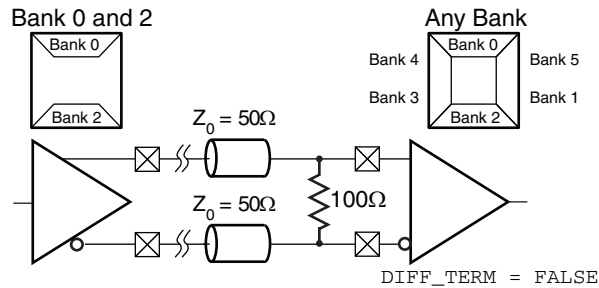 Bank 0 and 2
Any Bank
Bank 0
Bank 2
Bank 0
Bank 4
Bank 5
Bank 3
Bank 1
Bank 2
Z0 = 50Ω
Z0 = 50Ω
100Ω
DIFF_TERM = FALSE